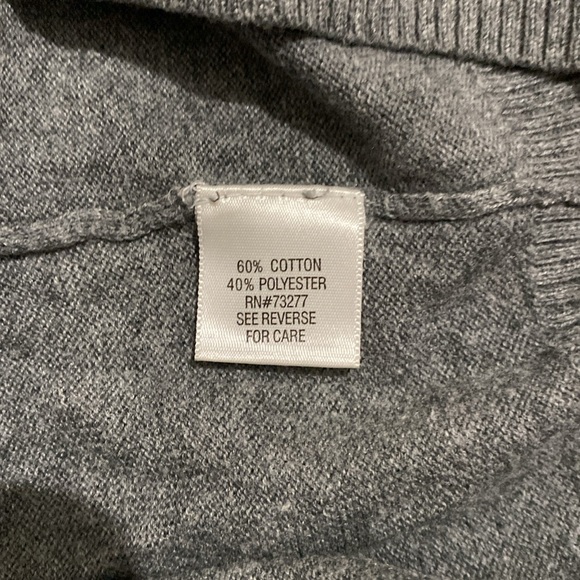 60% COTTON
40% POLYESTER
RN#73277
SEE REVERSE
FOR CARE